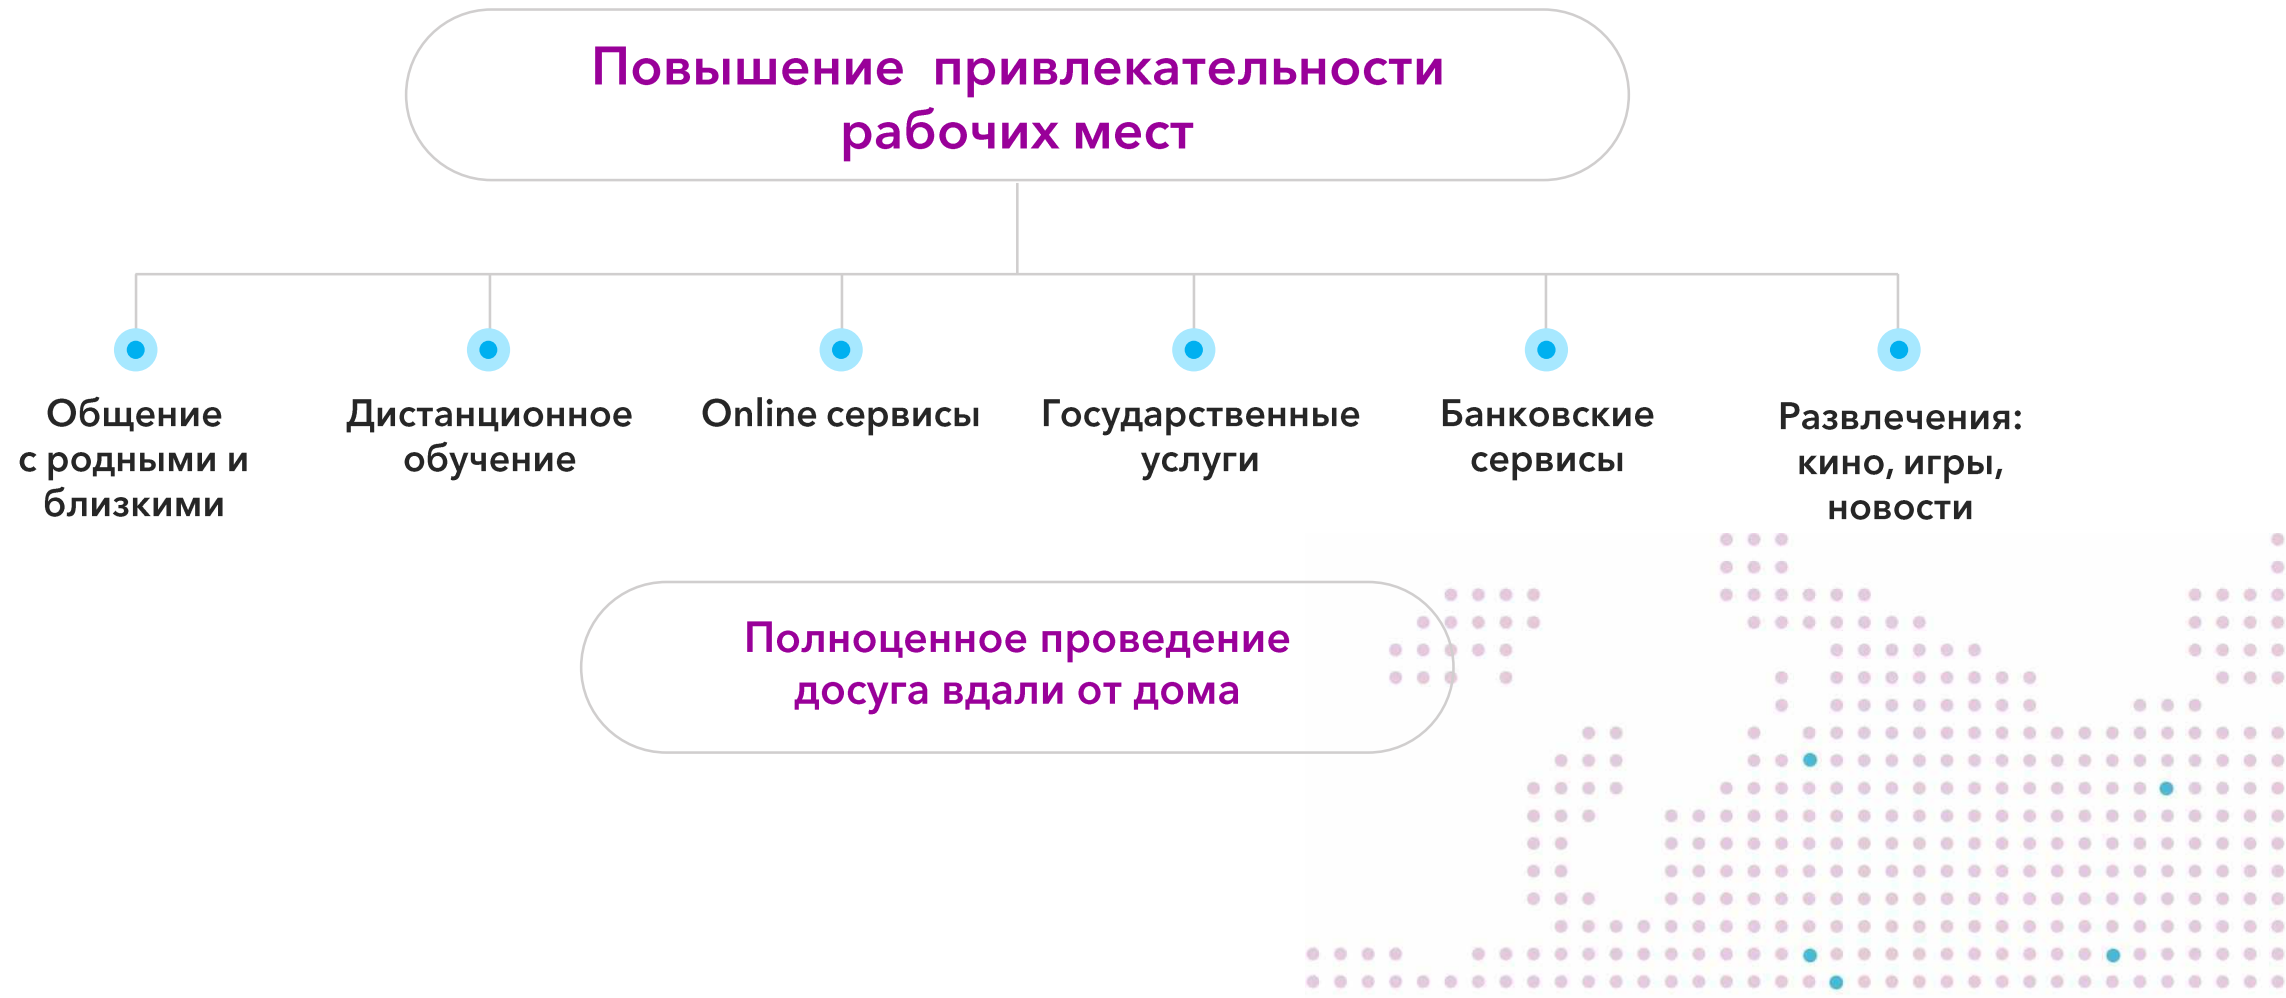 Повышение привлекательности
рабочих мест
Общение
с родными и
близкими
Дистанционное
обучение
Online сервисы
Государственные
услуги
Банковские
сервисы
Развлечения:
кино, игры,
новости
Полноценное проведение
досуга вдали от дома